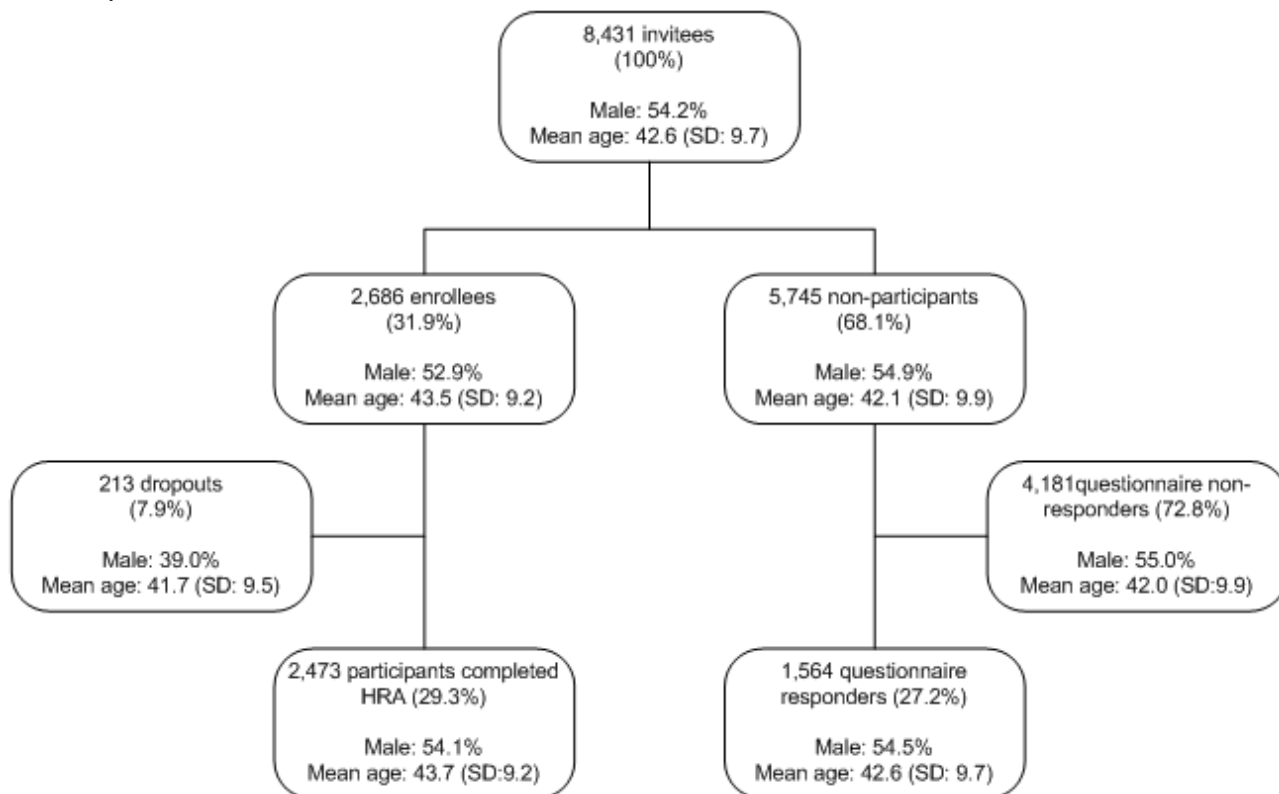 8,431 invitees
(100%)
Male: 54.2%
Mean age: 42.6 (SD: 9.7)
2,686 enrollees
(31.9%)
Male: 52.9%
Mean age: 43.5 (SD: 9.2)
5,745 non-participants
(68.1%)
Male: 54.9%
Mean age: 42.1 (SD: 9.9)
213 dropouts
(7.9%)
Male: 39.0%
Mean age: 41.7 (SD: 9.5)
4,181questionnaire non-
responders (72.8%)
Male: 55.0%
Mean age: 42.0 (SD:9.9)
2,473 participants completed
HRA (29.3%)
Male: 54.1%
Mean age: 43.7 (SD:9.2)
1,564 questionnaire
responders (27.2%)
Male: 54.5%
Mean age: 42.6 (SD: 9.7)